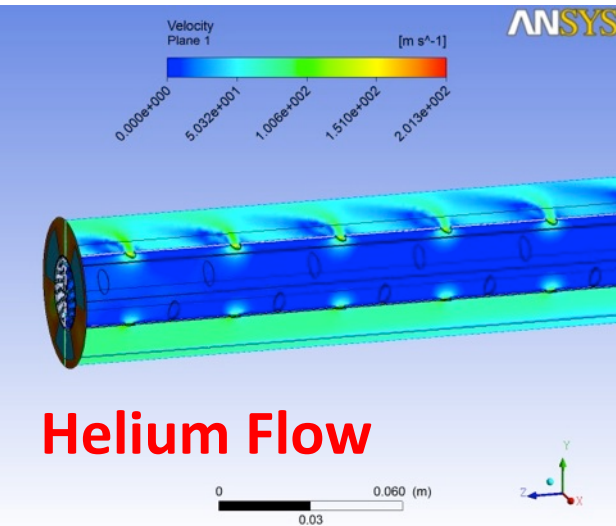 Velocity
Plane 1
[m s^-1]
ANSYS
0.000e+000
5.032e+001
1.006e+002
1.510e+002
2.013e+002
Helium Flow
0
0.060 (m)
0.03
Y
Z
X